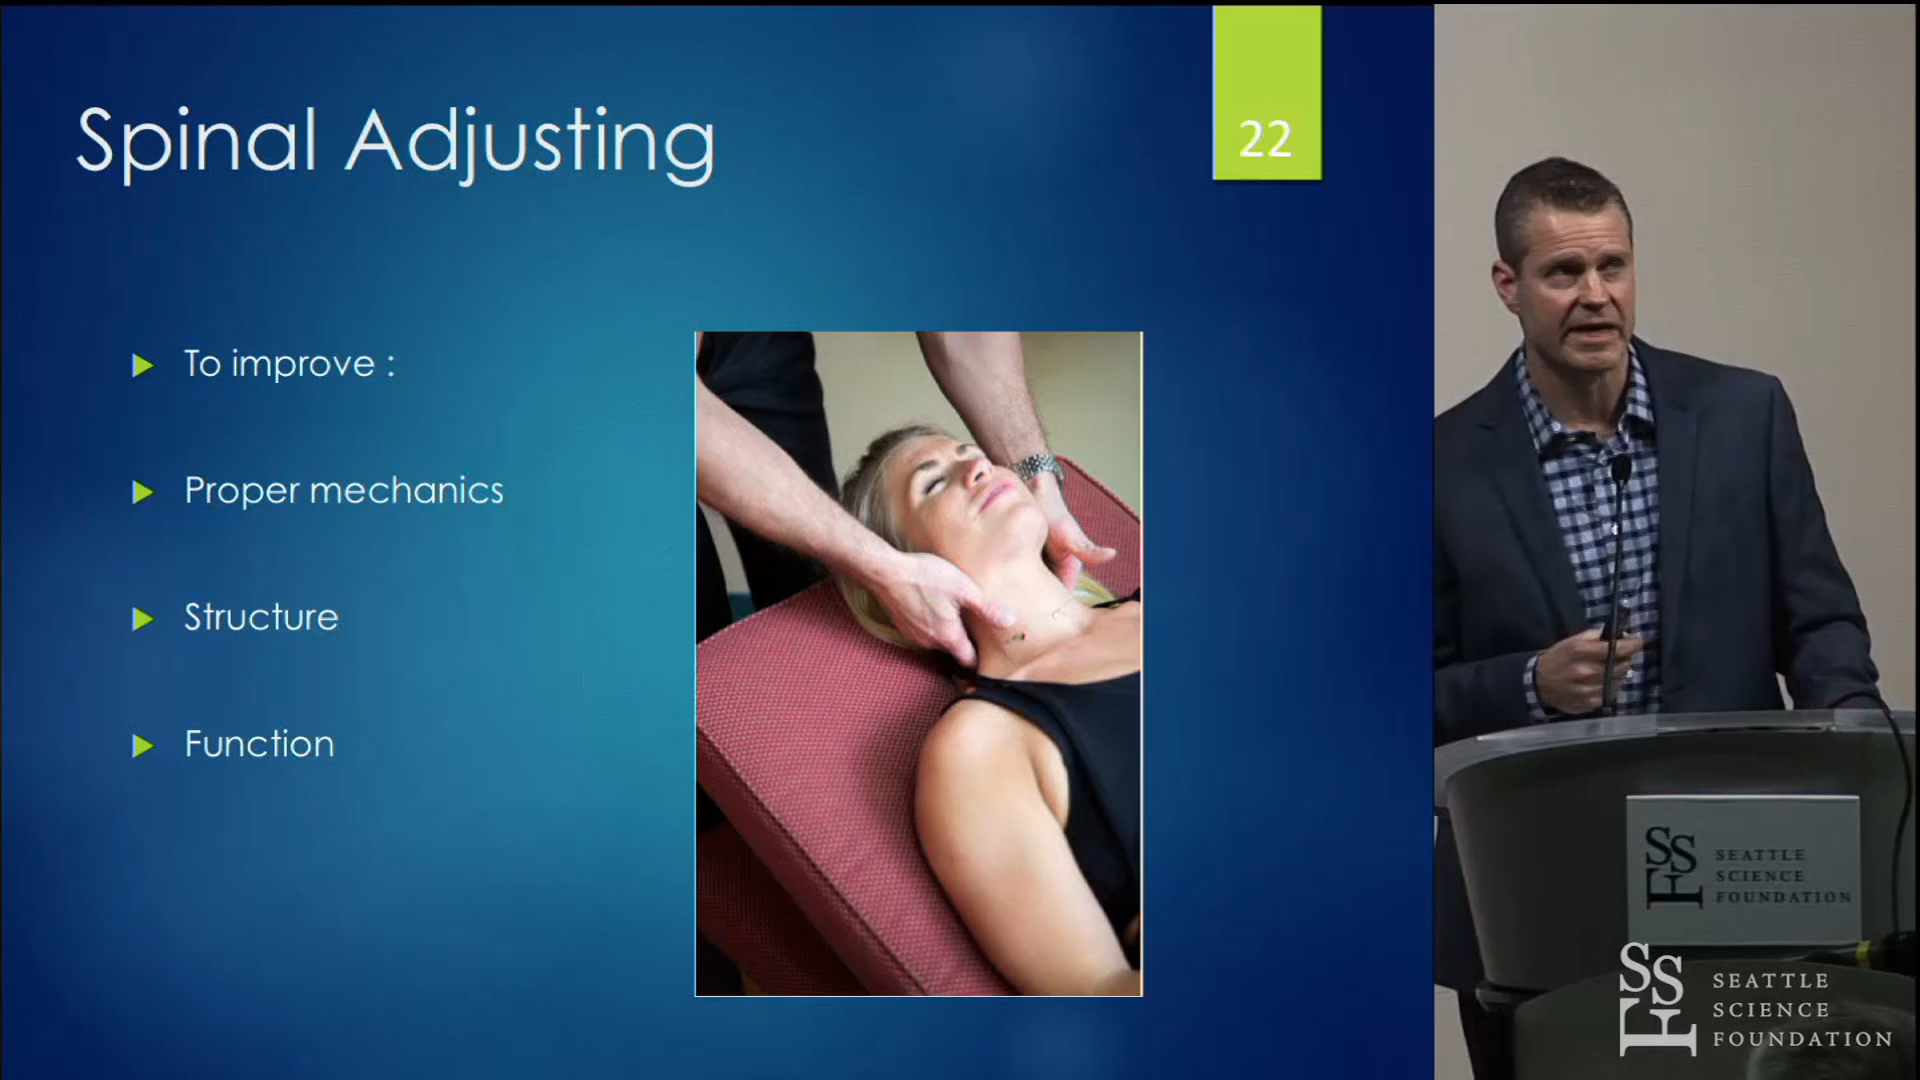 Spinal Adjusting
22
To improve :
Proper mechanics
Structure
Function
SSF
SEATTLE
SCIENCE
FOUNDATION
SSF
SEATTLE
SCIENCE
FOUNDATION